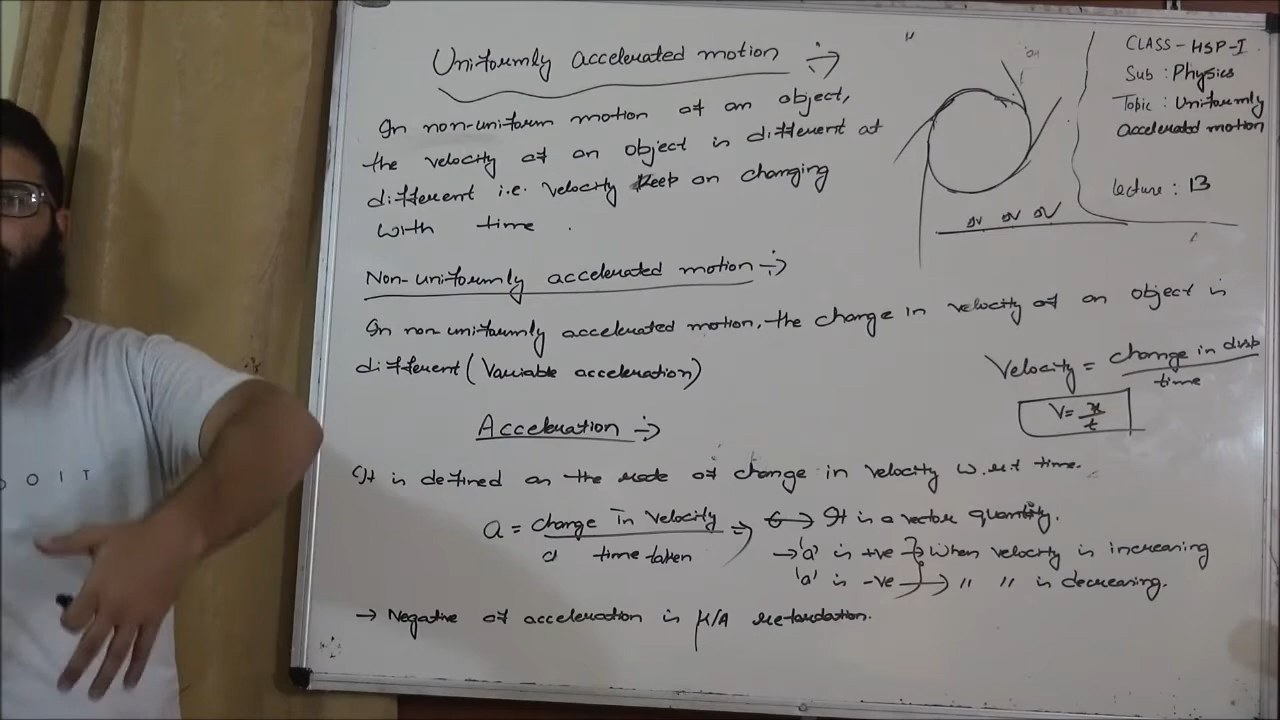 Uniformly accelerated motion :→
In non-uniform motion of an object,
the velocity of an object is different at
different i.e. velocity keep on changing
with time.
Non-uniformly accelerated motion :→
In non uniformly accelerated motion, the change in velocity of an object is
different (Variable acceleration)
Acceleration :→
It is defined as the rate of change in velocity w.r.t time.
a = change in velocity
time taken
⇒ It is a vector quantity.
→ 'a' is +ve → When velocity is increasing
'a' is -ve → " " is decreasing.
→ Negative of acceleration is K/A retardation.
CLASS - HSP-I
Sub : Physics
Topic : Uniformly
accelerated motion
Lecture : 13
Velocity = change in disp
time
V = x
t
DOIT